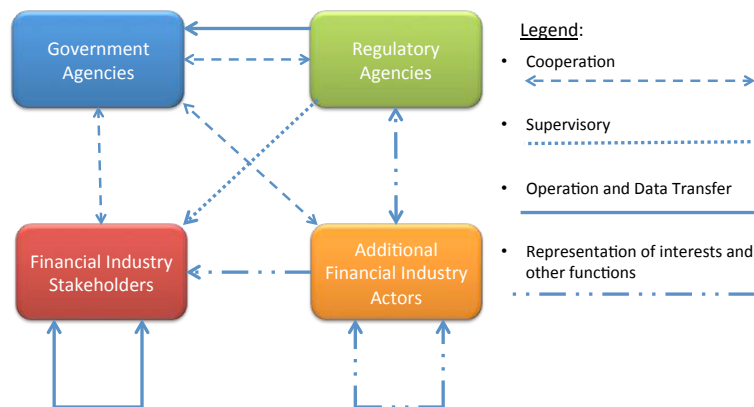 Government
Agencies
Regulatory
Agencies
Financial Industry
Stakeholders
Additional
Financial Industry
Actors
Legend:
• Cooperation
• Supervisory
• Operation and Data Transfer
• Representation of interests and
other functions